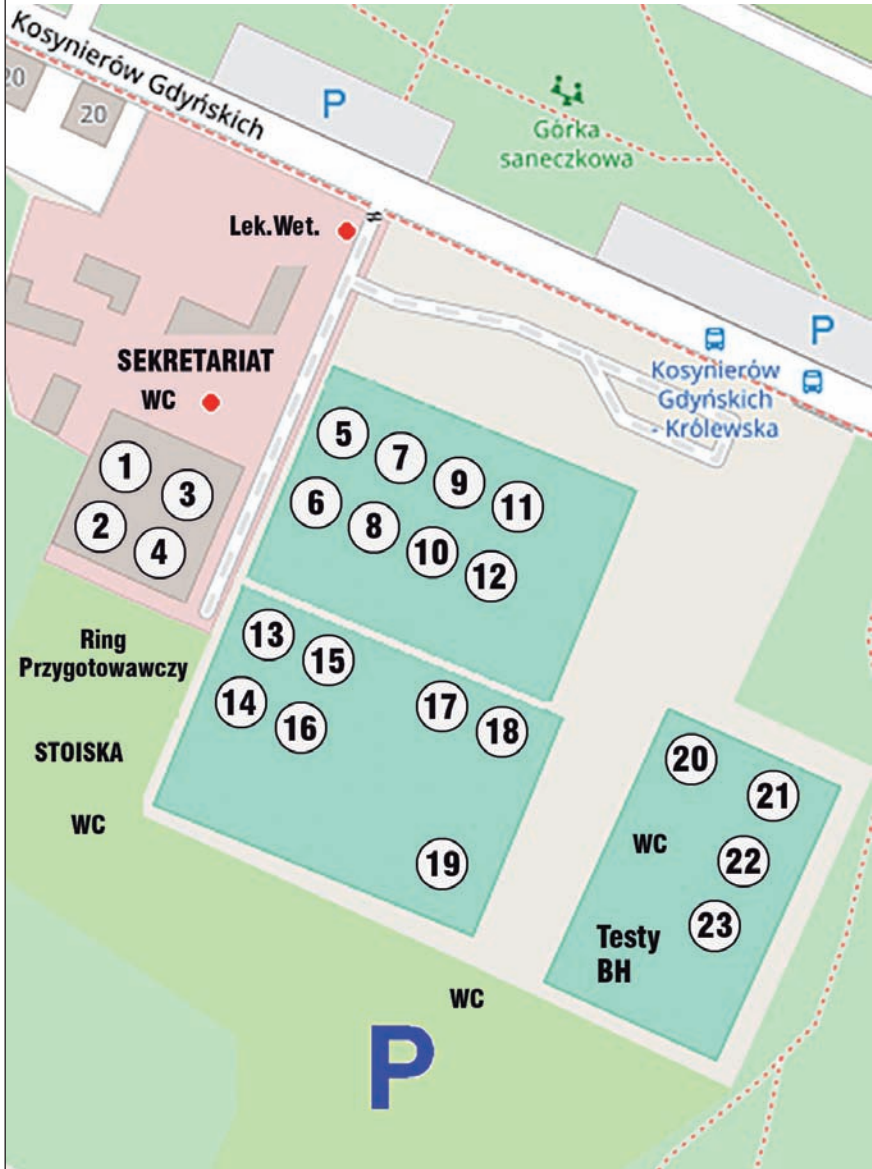 Kosynierów Gdyńskich
20
20
P
Górka
saneczkowa
Lek.Wet.
P
Kosynierów
Gdyńskich
- Królewska
SEKRETARIAT
WC
1
3
2
4
5
7
9
11
6
8
10
12
Ring
Przygotowawczy
STOISKA
WC
13
15
14
16
17
18
19
20
21
WC
22
23
Testy
BH
WC
P